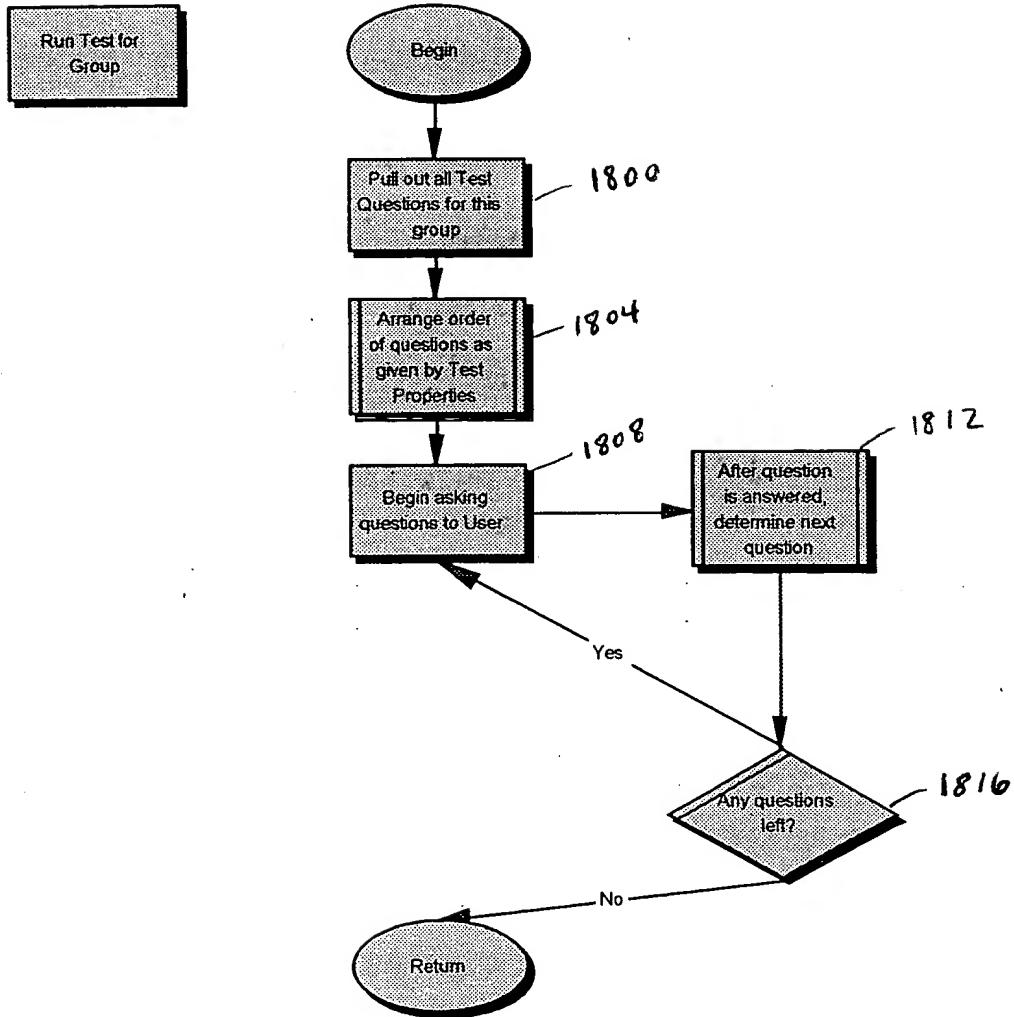 Run Test for
Group
Begin
Pull out all Test
Questions for this
group
1800
Arrange order
of questions as
given by Test
Properties
1804
Begin asking
questions to User
1808
After question
is answered,
determine next
question
1812
Yes
Any questions
left?
1816
No
Return